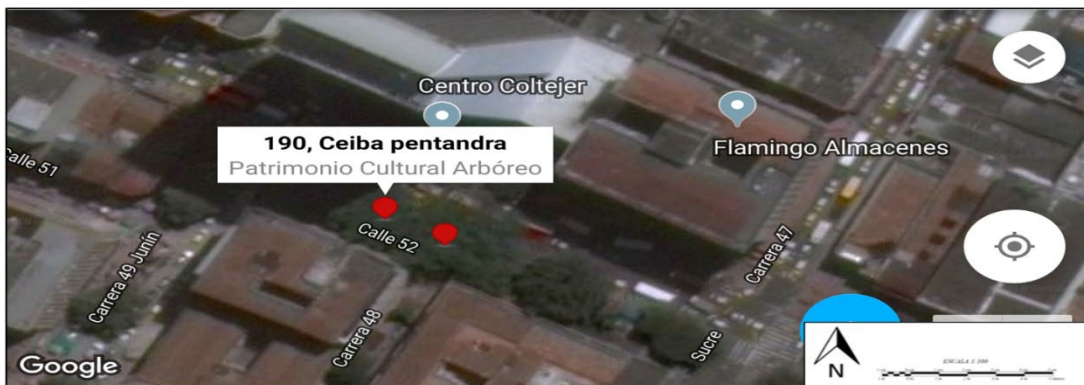 Centro Coltejer
190, Ceiba pentandra
Patrimonio Cultural Arbóreo
Flamingo Almacenes
Calle 51
Calle 52
Carrera 49 Junín
Carrera 48
Carrera 47
Sucre
Google
N
ESCALA 1:100